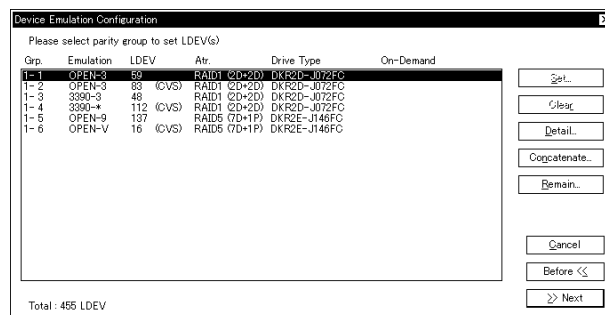 Device Emulation Configuration
Please select parity group to set LDEV(s)
Grp. Emulation LDEV Atr. Drive Type On-Demand
1- 1 OPEN-3 59 RAID1 (2D+2D) DKR2D-J072FC
1- 2 OPEN-3 83 (CVS) RAID1 (2D+2D) DKR2D-J072FC
1- 3 3390-3 48 RAID1 (2D+2D) DKR2D-J072FC
1- 4 3390-* 112 (CVS) RAID1 (2D+2D) DKR2D-J072FC
1- 5 OPEN-9 137 RAID5 (7D+1P) DKR2E-J146FC
1- 6 OPEN-V 16 (CVS) RAID5 (7D+1P) DKR2E-J146FC
Set...
Clear
Detail...
Concatenate...
Remain...
Cancel
Before <<
>> Next
Total : 455 LDEV